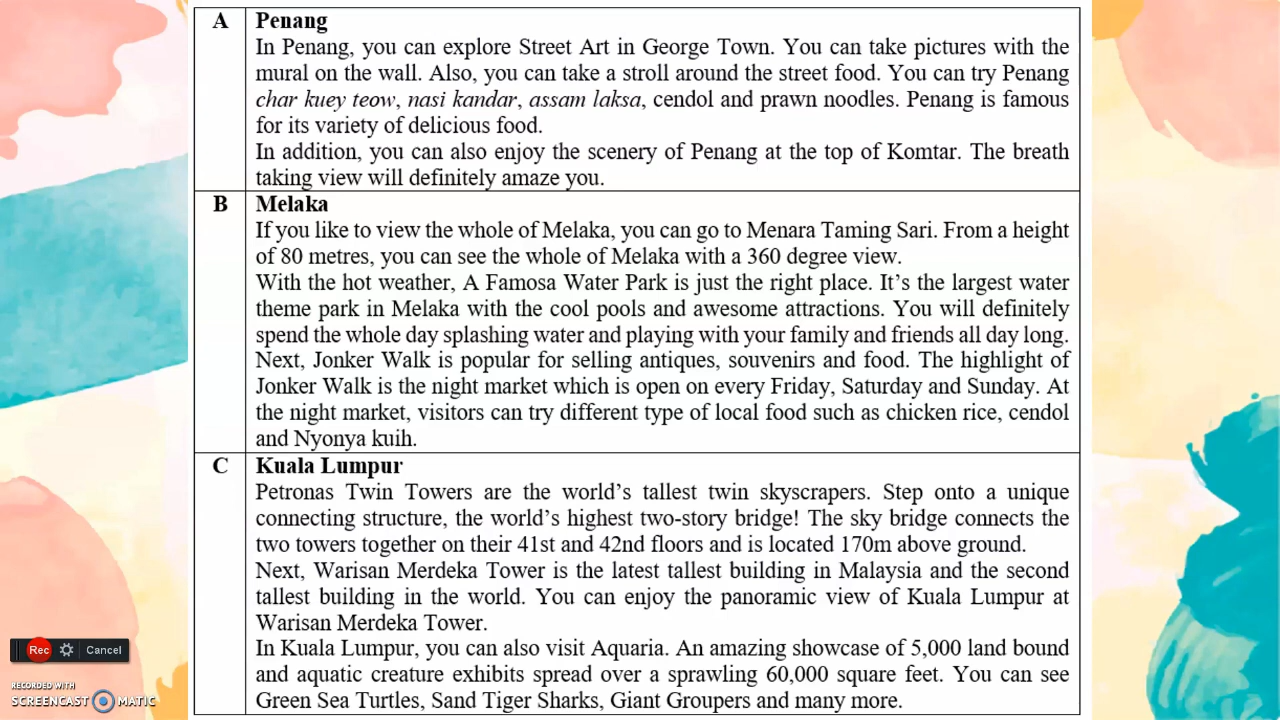 A Penang
In Penang, you can explore Street Art in George Town. You can take pictures with the
mural on the wall. Also, you can take a stroll around the street food. You can try Penang
char kuey teow, nasi kandar, assam laksa, cendol and prawn noodles. Penang is famous
for its variety of delicious food.
In addition, you can also enjoy the scenery of Penang at the top of Komtar. The breath
taking view will definitely amaze you.
B Melaka
If you like to view the whole of Melaka, you can go to Menara Taming Sari. From a height
of 80 metres, you can see the whole of Melaka with a 360 degree view.
With the hot weather, A Famosa Water Park is just the right place. It’s the largest water
theme park in Melaka with the cool pools and awesome attractions. You will definitely
spend the whole day splashing water and playing with your family and friends all day long.
Next, Jonker Walk is popular for selling antiques, souvenirs and food. The highlight of
Jonker Walk is the night market which is open on every Friday, Saturday and Sunday. At
the night market, visitors can try different type of local food such as chicken rice, cendol
and Nyonya kuih.
C Kuala Lumpur
Petronas Twin Towers are the world’s tallest twin skyscrapers. Step onto a unique
connecting structure, the world’s highest two-story bridge! The sky bridge connects the
two towers together on their 41st and 42nd floors and is located 170m above ground.
Next, Warisan Merdeka Tower is the latest tallest building in Malaysia and the second
tallest building in the world. You can enjoy the panoramic view of Kuala Lumpur at
Warisan Merdeka Tower.
In Kuala Lumpur, you can also visit Aquaria. An amazing showcase of 5,000 land bound
and aquatic creature exhibits spread over a sprawling 60,000 square feet. You can see
Green Sea Turtles, Sand Tiger Sharks, Giant Groupers and many more.
Rec Cancel
RECORDED WITH
SCREENCAST MATIC